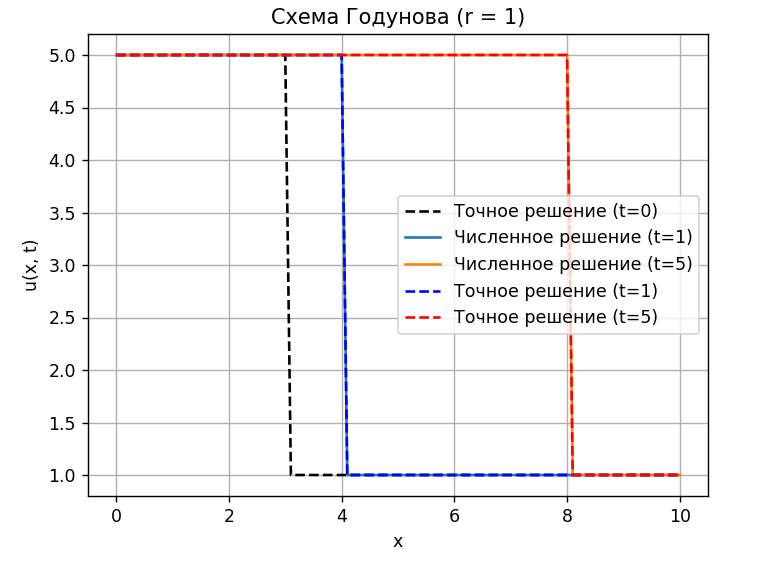 Схема Годунова (r = 1)
5.0
4.5
4.0
3.5
3.0
2.5
2.0
1.5
1.0
u(x, t)
Точное решение (t=0)
Численное решение (t=1)
Численное решение (t=5)
Точное решение (t=1)
Точное решение (t=5)
0 2 4 6 8 10
x